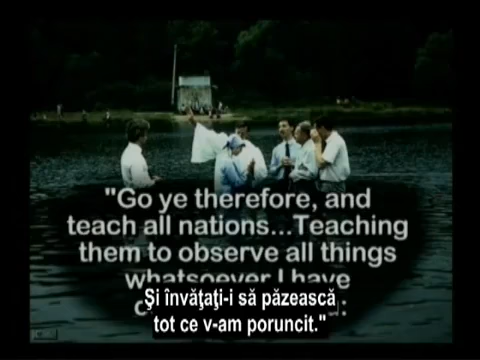 "Go ye therefore, and
teach all nations...Teaching
them to observe all things
whatsoever I have
Şi învăţaţi-i să păzească
tot ce v-am poruncit."